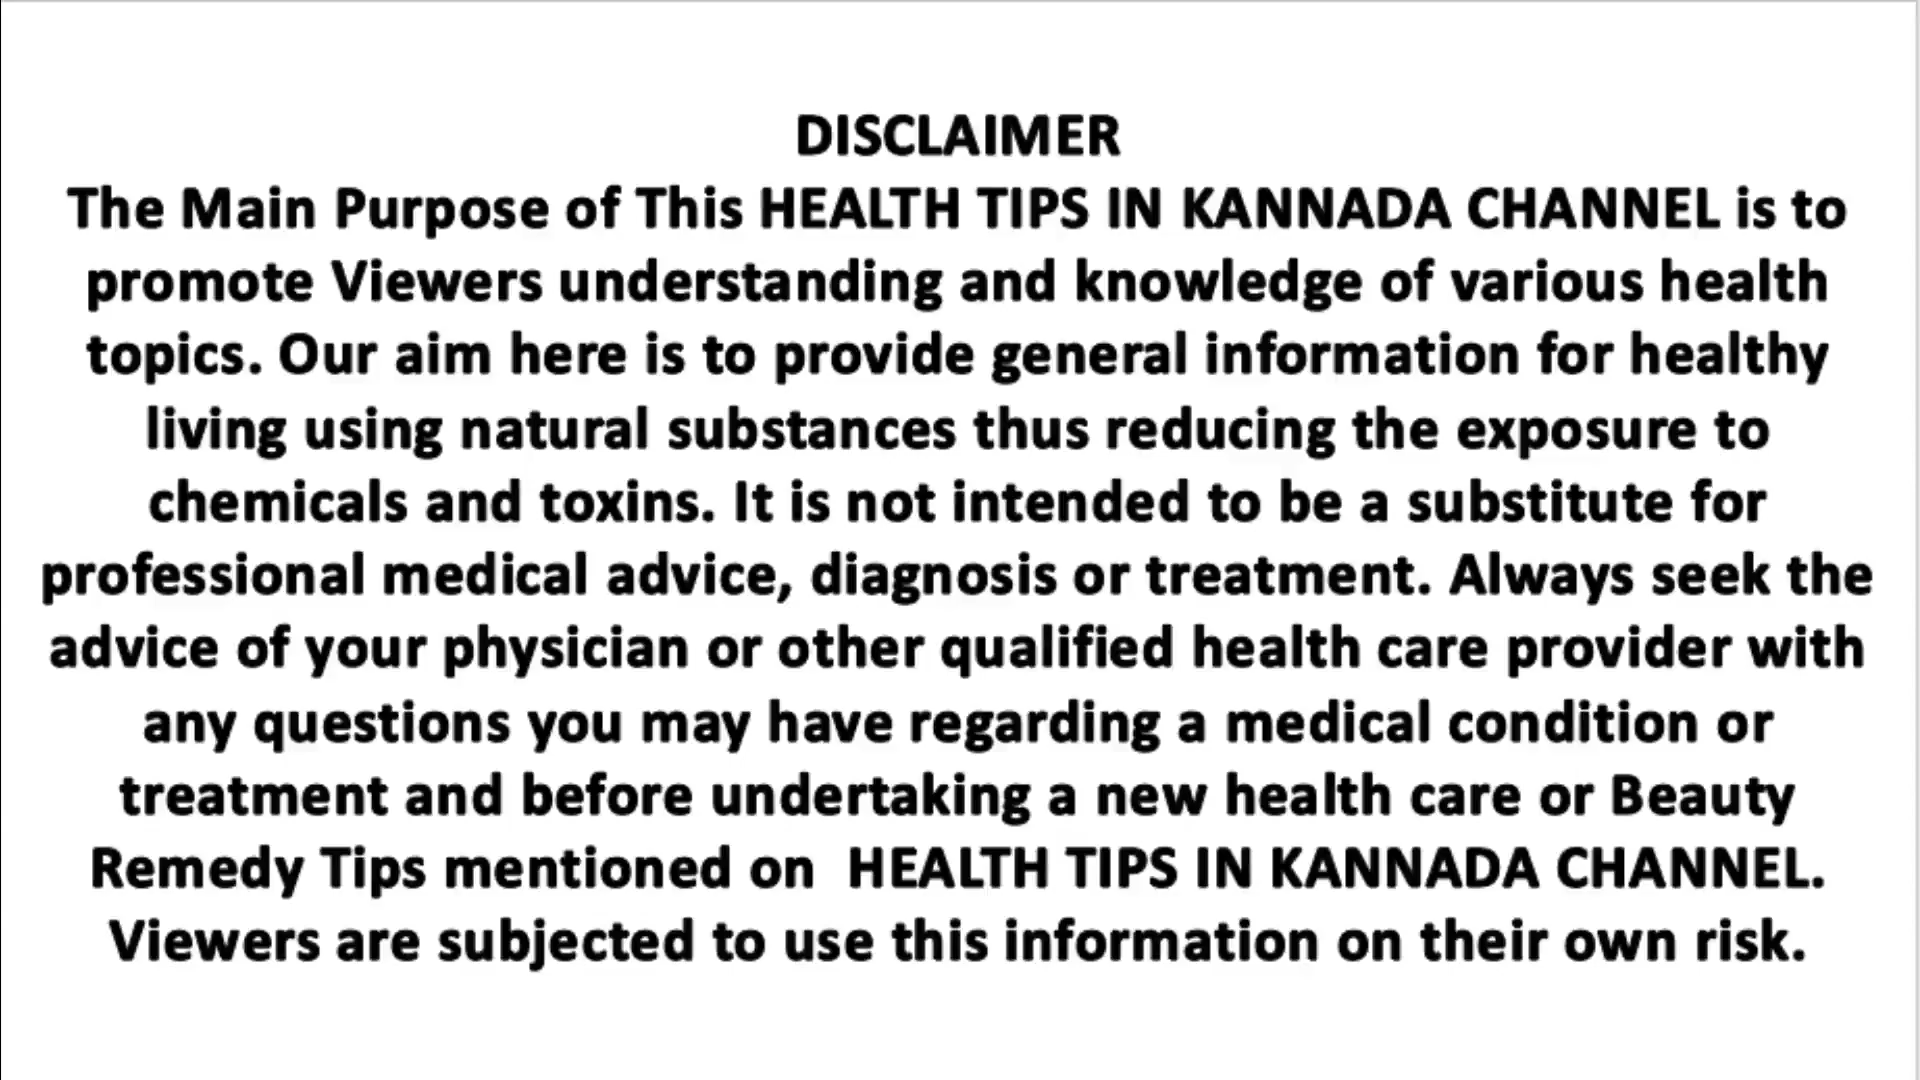 DISCLAIMER
The Main Purpose of This HEALTH TIPS IN KANNADA CHANNEL is to
promote Viewers understanding and knowledge of various health
topics. Our aim here is to provide general information for healthy
living using natural substances thus reducing the exposure to
chemicals and toxins. It is not intended to be a substitute for
professional medical advice, diagnosis or treatment. Always seek the
advice of your physician or other qualified health care provider with
any questions you may have regarding a medical condition or
treatment and before undertaking a new health care or Beauty
Remedy Tips mentioned on  HEALTH TIPS IN KANNADA CHANNEL.
Viewers are subjected to use this information on their own risk.